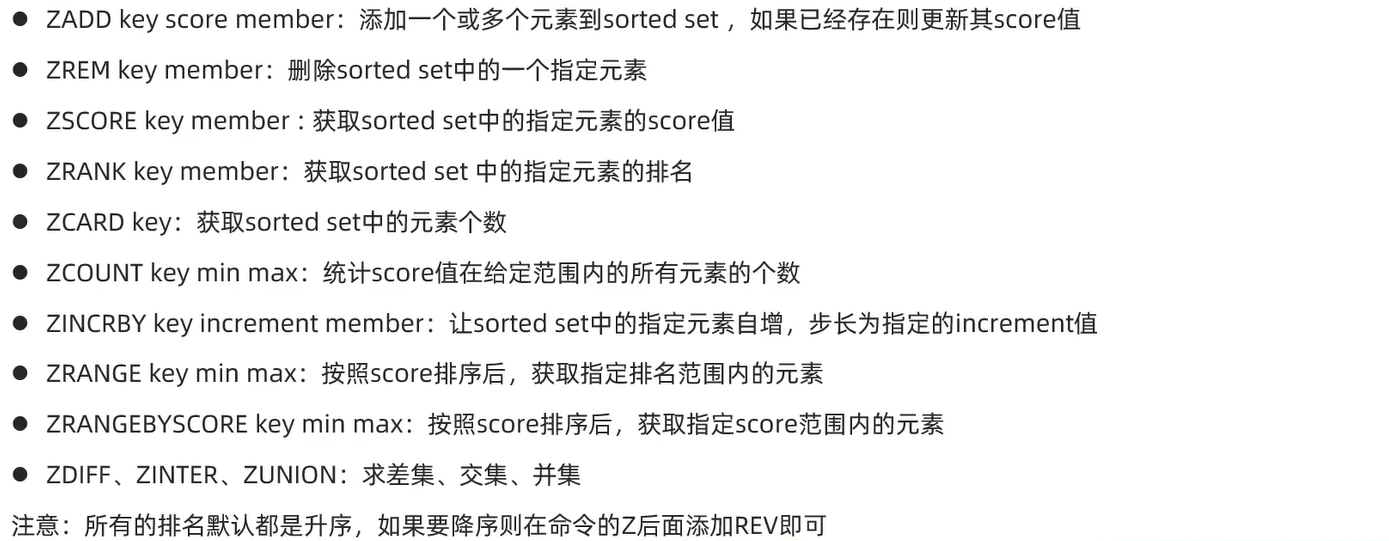 ● ZADD key score member：添加一个或多个元素到sorted set ，如果已经存在则更新其score值
● ZREM key member：删除sorted set中的一个指定元素
● ZSCORE key member : 获取sorted set中的指定元素的score值
● ZRANK key member：获取sorted set 中的指定元素的排名
● ZCARD key：获取sorted set中的元素个数
● ZCOUNT key min max：统计score值在给定范围内的所有元素的个数
● ZINCRBY key increment member：让sorted set中的指定元素自增，步长为指定的increment值
● ZRANGE key min max：按照score排序后，获取指定排名范围内的元素
● ZRANGEBYSCORE key min max：按照score排序后，获取指定score范围内的元素
● ZDIFF、ZINTER、ZUNION：求差集、交集、并集
注意：所有的排名默认都是升序，如果要降序则在命令的Z后面添加REV即可